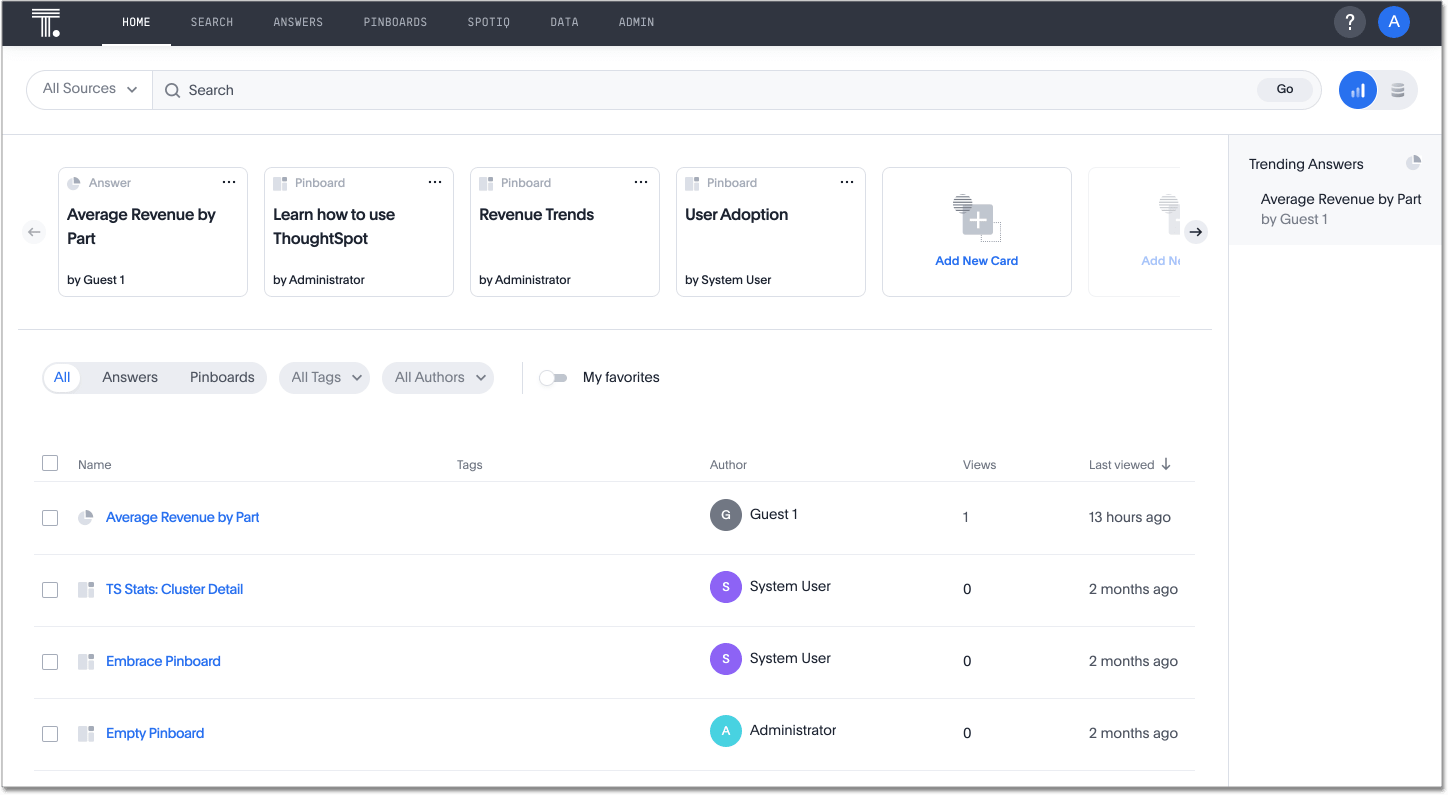 T.
HOME SEARCH ANSWERS PINBOARDS SPOTIQ DATA ADMIN ? A
All Sources Search Go
Answer
Average Revenue by
Part
by Guest 1
Pinboard
Learn how to use
ThoughtSpot
by Administrator
Pinboard
Revenue Trends
by Administrator
Pinboard
User Adoption
by System User
Add New Card
Add Ne
Trending Answers
Average Revenue by Part
by Guest 1
All Answers Pinboards All Tags All Authors My favorites
Name Tags Author Views Last viewed
Average Revenue by Part G Guest 1 1 13 hours ago
TS Stats: Cluster Detail S System User 0 2 months ago
Embrace Pinboard S System User 0 2 months ago
Empty Pinboard A Administrator 0 2 months ago